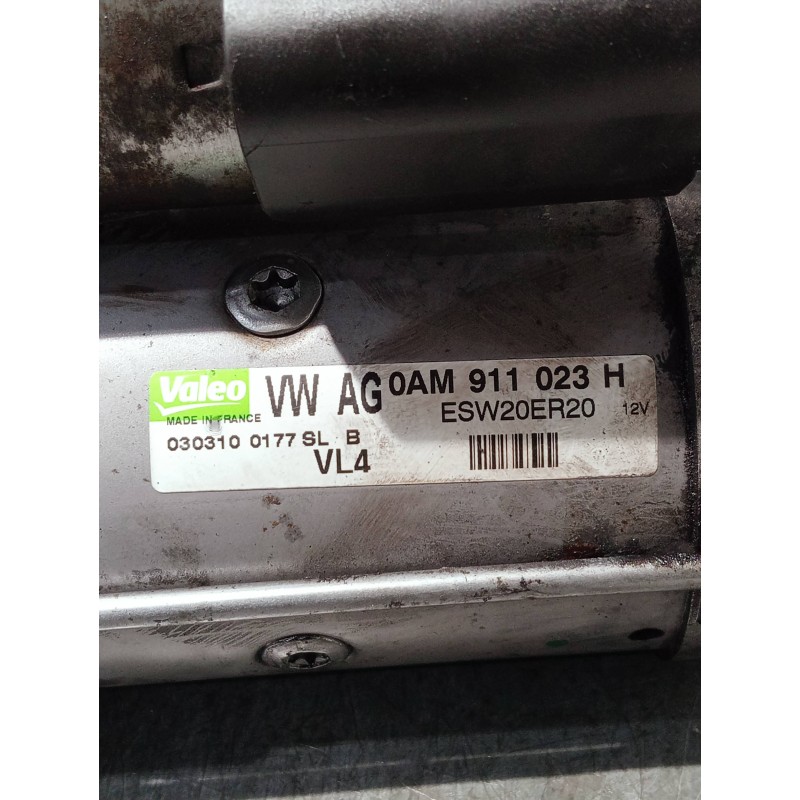 Valeo VW AG 0AM 911 023 H
MADE IN FRANCE ESW20ER20 12V
030310 0177 SL B
VL4